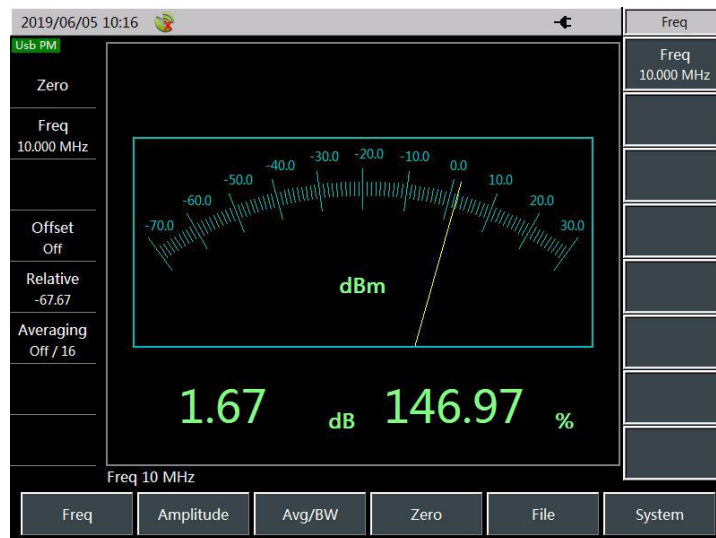 2019/06/05 10:16
Freq
Usb PM
Zero
Freq
10.000 MHz
Offset
Off
Relative
-67.67
Averaging
Off / 16
-70.0
-60.0
-50.0
-40.0
-30.0
-20.0
-10.0
0.0
10.0
20.0
30.0
dBm
1.67 dB 146.97 %
Freq 10 MHz
Freq
10.000 MHz
Freq Amplitude Avg/BW Zero File System